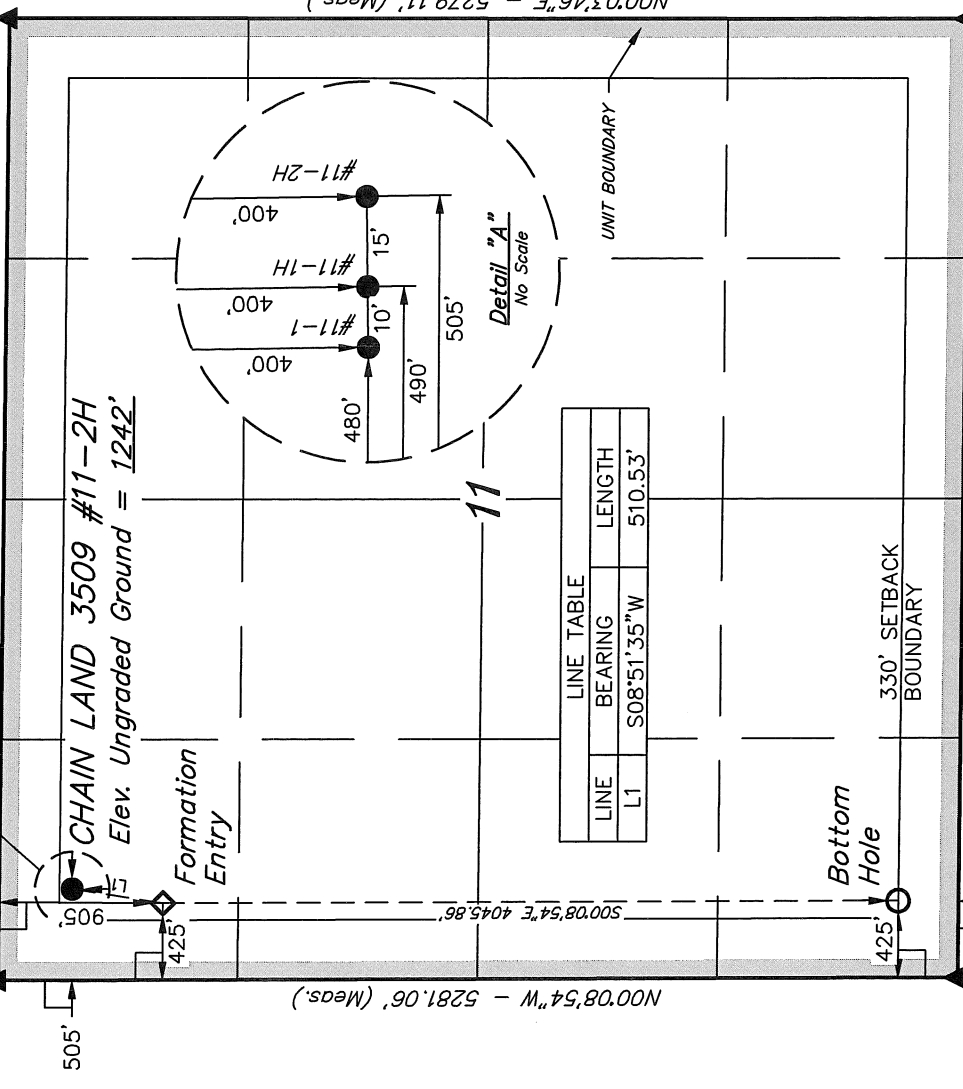 N00°03'46"E – 5279.11' (Meas.)
CHAIN LAND 3509 #11-2H
Elev. Ungraded Ground = 1242'
#11-2H
400'
#11-1H
400'
#11-1
400'
15'
10'
480'
490'
505'
Detail "A"
No Scale
UNIT BOUNDARY
L1
905'
Formation
Entry
425'
11
LINE TABLE
LINE BEARING LENGTH
L1 S08°51'35"W 510.53'
S00°08'54"E 4045.86'
330' SETBACK
BOUNDARY
Bottom
Hole
425'
505'
N00°08'54"W – 5281.06' (Meas.)